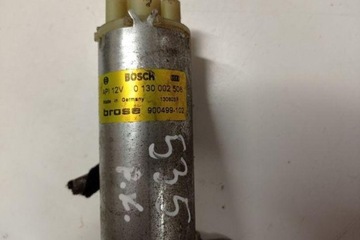 BOSCH
12V 0 130 002 508
Made in Germany
brose 900499-102
535
P.K.